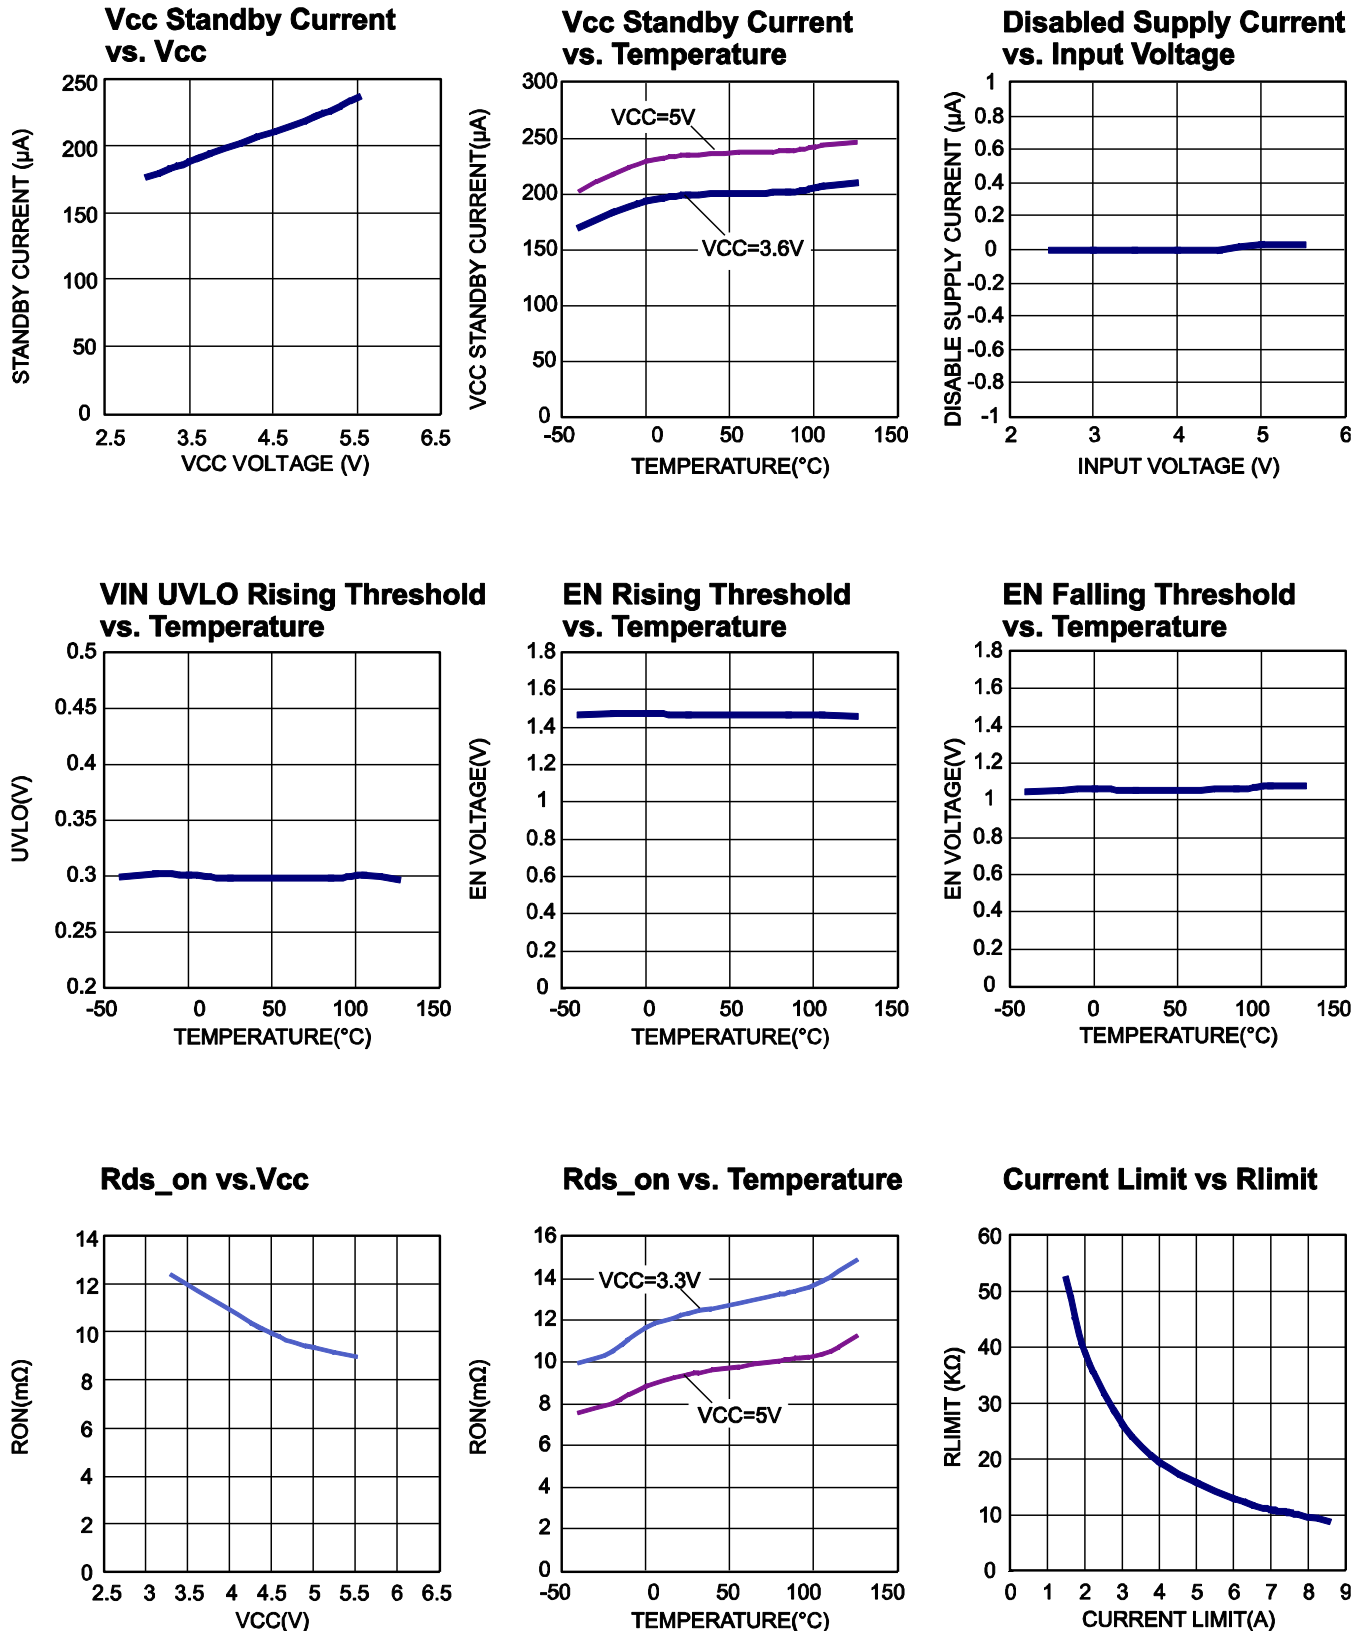 Vcc Standby Current
vs. Vcc
250
200
150
100
50
0
2.5 3.5 4.5 5.5 6.5
STANDBY CURRENT (µA)
VCC VOLTAGE (V)
Vcc Standby Current
vs. Temperature
300
250
200
150
100
50
0
-50 0 50 100 150
VCC STANDBY CURRENT(µA)
VCC=5V
VCC=3.6V
TEMPERATURE(°C)
Disabled Supply Current
vs. Input Voltage
1
0.8
0.6
0.4
0.2
0
-0.2
-0.4
-0.6
-0.8
-1
2 3 4 5 6
DISABLE SUPPLY CURRENT (µA)
INPUT VOLTAGE (V)
VIN UVLO Rising Threshold
vs. Temperature
0.5
0.45
0.4
0.35
0.3
0.25
0.2
-50 0 50 100 150
UVLO(V)
TEMPERATURE(°C)
EN Rising Threshold
vs. Temperature
1.8
1.6
1.4
1.2
1
0.8
0.6
0.4
0.2
0
-50 0 50 100 150
EN VOLTAGE(V)
TEMPERATURE(°C)
EN Falling Threshold
vs. Temperature
1.8
1.6
1.4
1.2
1
0.8
0.6
0.4
0.2
0
-50 0 50 100 150
EN VOLTAGE(V)
TEMPERATURE(°C)
Rds_on vs.Vcc
14
12
10
8
6
4
2
0
2.5 3 3.5 4 4.5 5 5.5 6 6.5
RON(mΩ)
VCC(V)
Rds_on vs. Temperature
16
14
12
10
8
6
4
2
0
-50 0 50 100 150
RON(mΩ)
VCC=3.3V
VCC=5V
TEMPERATURE(°C)
Current Limit vs Rlimit
60
50
40
30
20
10
0
0 1 2 3 4 5 6 7 8 9
RLIMIT (KΩ)
CURRENT LIMIT(A)